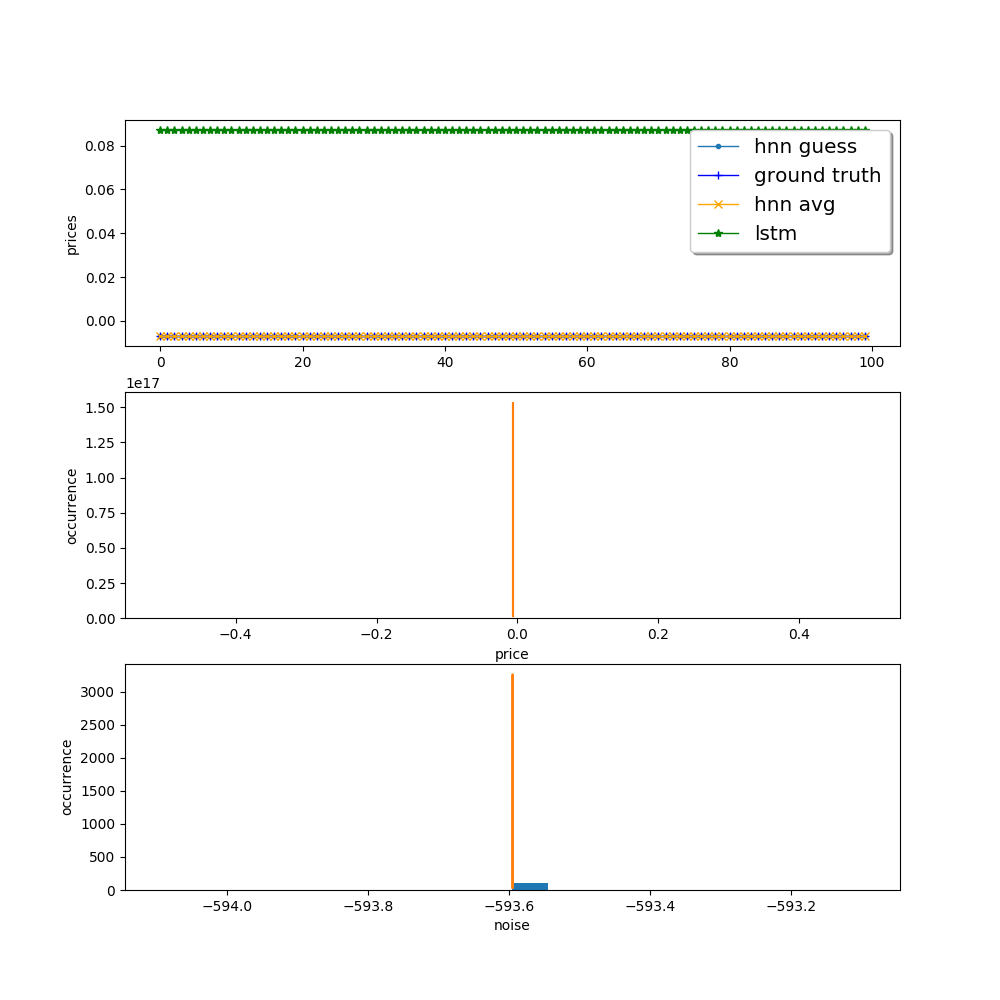 0.08
0.06
0.04
0.02
0.00
prices
hnn guess
ground truth
hnn avg
lstm
0 20 40 60 80 100
1e17
1.50
1.25
1.00
0.75
0.50
0.25
0.00
occurrence
−0.4 −0.2 0.0 0.2 0.4
price
3000
2500
2000
1500
1000
500
0
occurrence
−594.0 −593.8 −593.6 −593.4 −593.2
noise